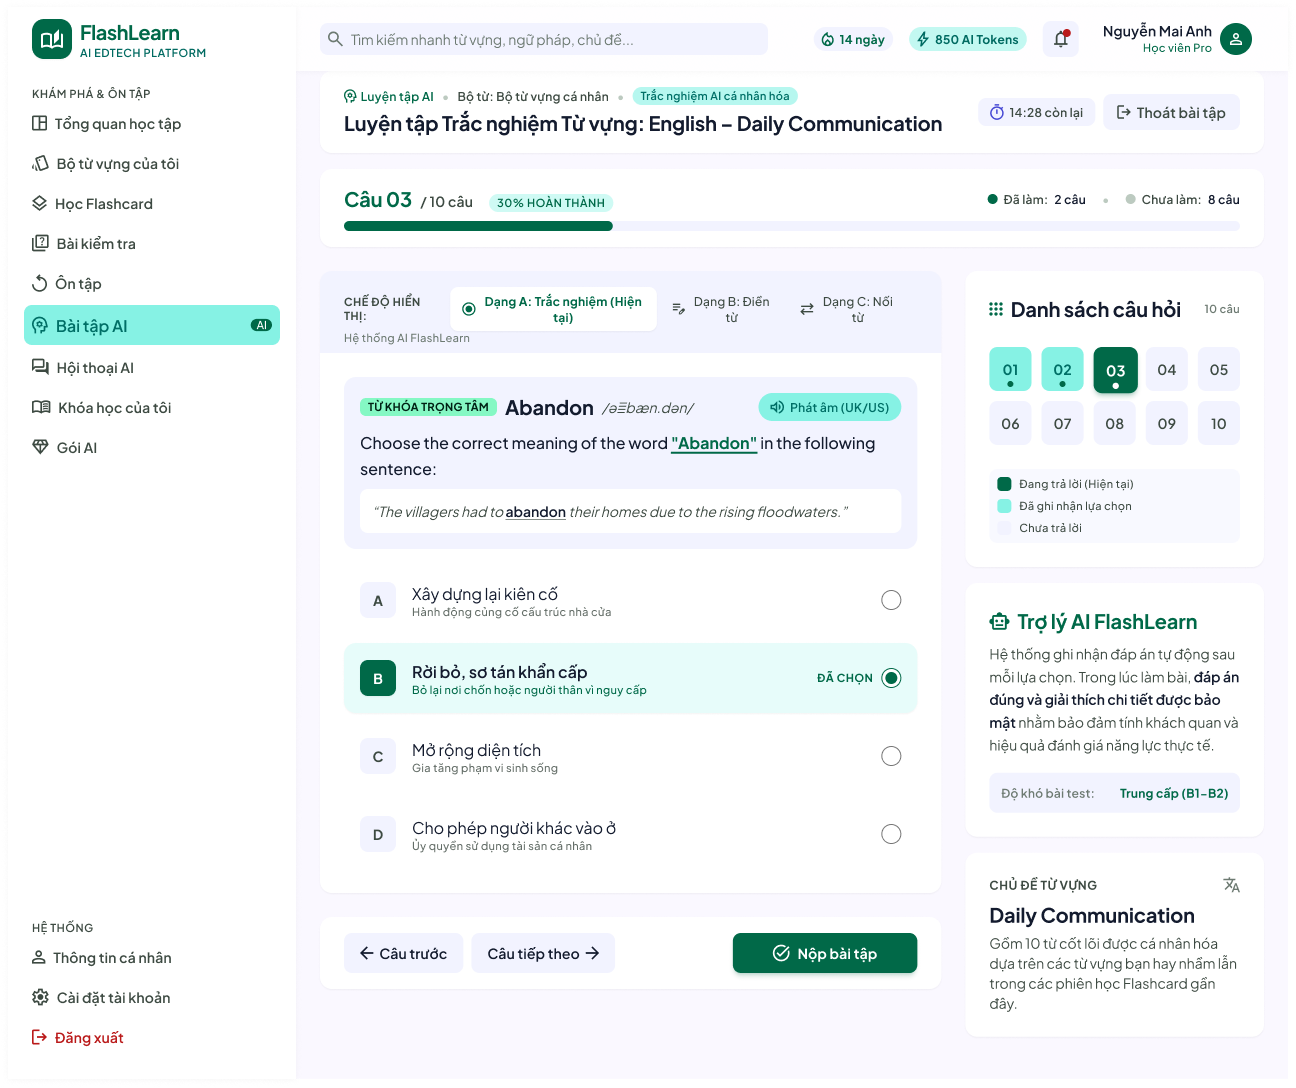 FlashLearn
AI EDTECH PLATFORM
KHÁM PHÁ & ÔN TẬP
Tổng quan học tập
Bộ từ vựng của tôi
Học Flashcard
Bài kiểm tra
Ôn tập
Bài tập AI
AI
Hội thoại AI
Khóa học của tôi
Gói AI
HỆ THỐNG
Thông tin cá nhân
Cài đặt tài khoản
Đăng xuất
Tìm kiếm nhanh từ vựng, ngữ pháp, chủ đề...
14 ngày
850 AI Tokens
Nguyễn Mai Anh
Học viên Pro
Luyện tập AI • Bộ từ: Bộ từ vựng cá nhân • Trắc nghiệm AI cá nhân hóa
Luyện tập Trắc nghiệm Từ vựng: English – Daily Communication
14:28 còn lại
Thoát bài tập
Câu 03 / 10 câu
30% HOÀN THÀNH
Đã làm: 2 câu • Chưa làm: 8 câu
CHẾ ĐỘ HIỂN
THỊ:
Hệ thống AI FlashLearn
Dạng A: Trắc nghiệm (Hiện
tại)
Dạng B: Điền
từ
Dạng C: Nối
từ
TỪ KHÓA TRỌNG TÂM
Abandon
Phát âm (UK/US)
Choose the correct meaning of the word "Abandon" in the following
sentence:
“The villagers had to abandon their homes due to the rising floodwaters.”
A
Xây dựng lại kiên cố
Hành động củng cố cấu trúc nhà cửa
B
Rời bỏ, sơ tán khẩn cấp
Bỏ lại nơi chốn hoặc người thân vì nguy cấp
ĐÃ CHỌN
C
Mở rộng diện tích
Gia tăng phạm vi sinh sống
D
Cho phép người khác vào ở
Ủy quyền sử dụng tài sản cá nhân
Câu trước
Câu tiếp theo
Nộp bài tập
Danh sách câu hỏi
10 câu
01 02 03 04 05
06 07 08 09 10
Đang trả lời (Hiện tại)
Đã ghi nhận lựa chọn
Chưa trả lời
Trợ lý AI FlashLearn
Hệ thống ghi nhận đáp án tự động sau
mỗi lựa chọn. Trong lúc làm bài, đáp án
đúng và giải thích chi tiết được bảo
mật nhằm bảo đảm tính khách quan và
hiệu quả đánh giá năng lực thực tế.
Độ khó bài test: Trung cấp (B1–B2)
CHỦ ĐỀ TỪ VỰNG
Daily Communication
Gồm 10 từ cốt lõi được cá nhân hóa
dựa trên các từ vựng bạn hay nhầm lẫn
trong các phiên học Flashcard gần
đây.